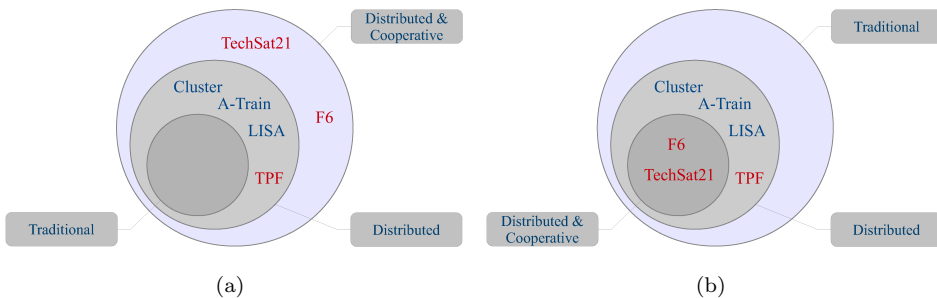 Distributed &
Cooperative
TechSat21
Cluster
A-Train
F6
LISA
TPF
Traditional
Distributed
(a)
Traditional
Cluster
A-Train
LISA
F6
TechSat21
TPF
Distributed &
Cooperative
Distributed
(b)